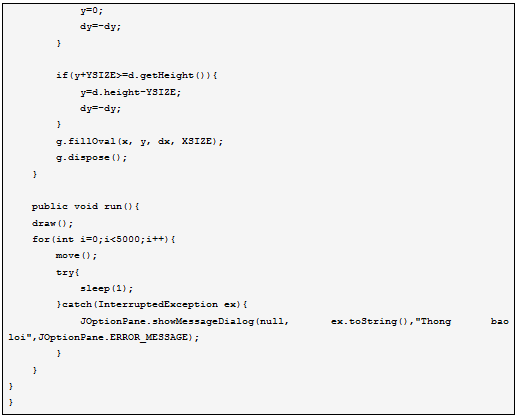 y=0;
dy=-dy;
}
if(y+YSIZE>=d.getHeight()){
y=d.height-YSIZE;
dy=-dy;
}
g.fillOval(x, y, dx, XSIZE);
g.dispose();
}
public void run(){
draw();
for(int i=0;i<5000;i++){
move();
try{
sleep(1);
}catch(InterruptedException ex){
JOptionPane.showMessageDialog(null, ex.toString(),"Thong bao
loi",JOptionPane.ERROR_MESSAGE);
}
}
}
}